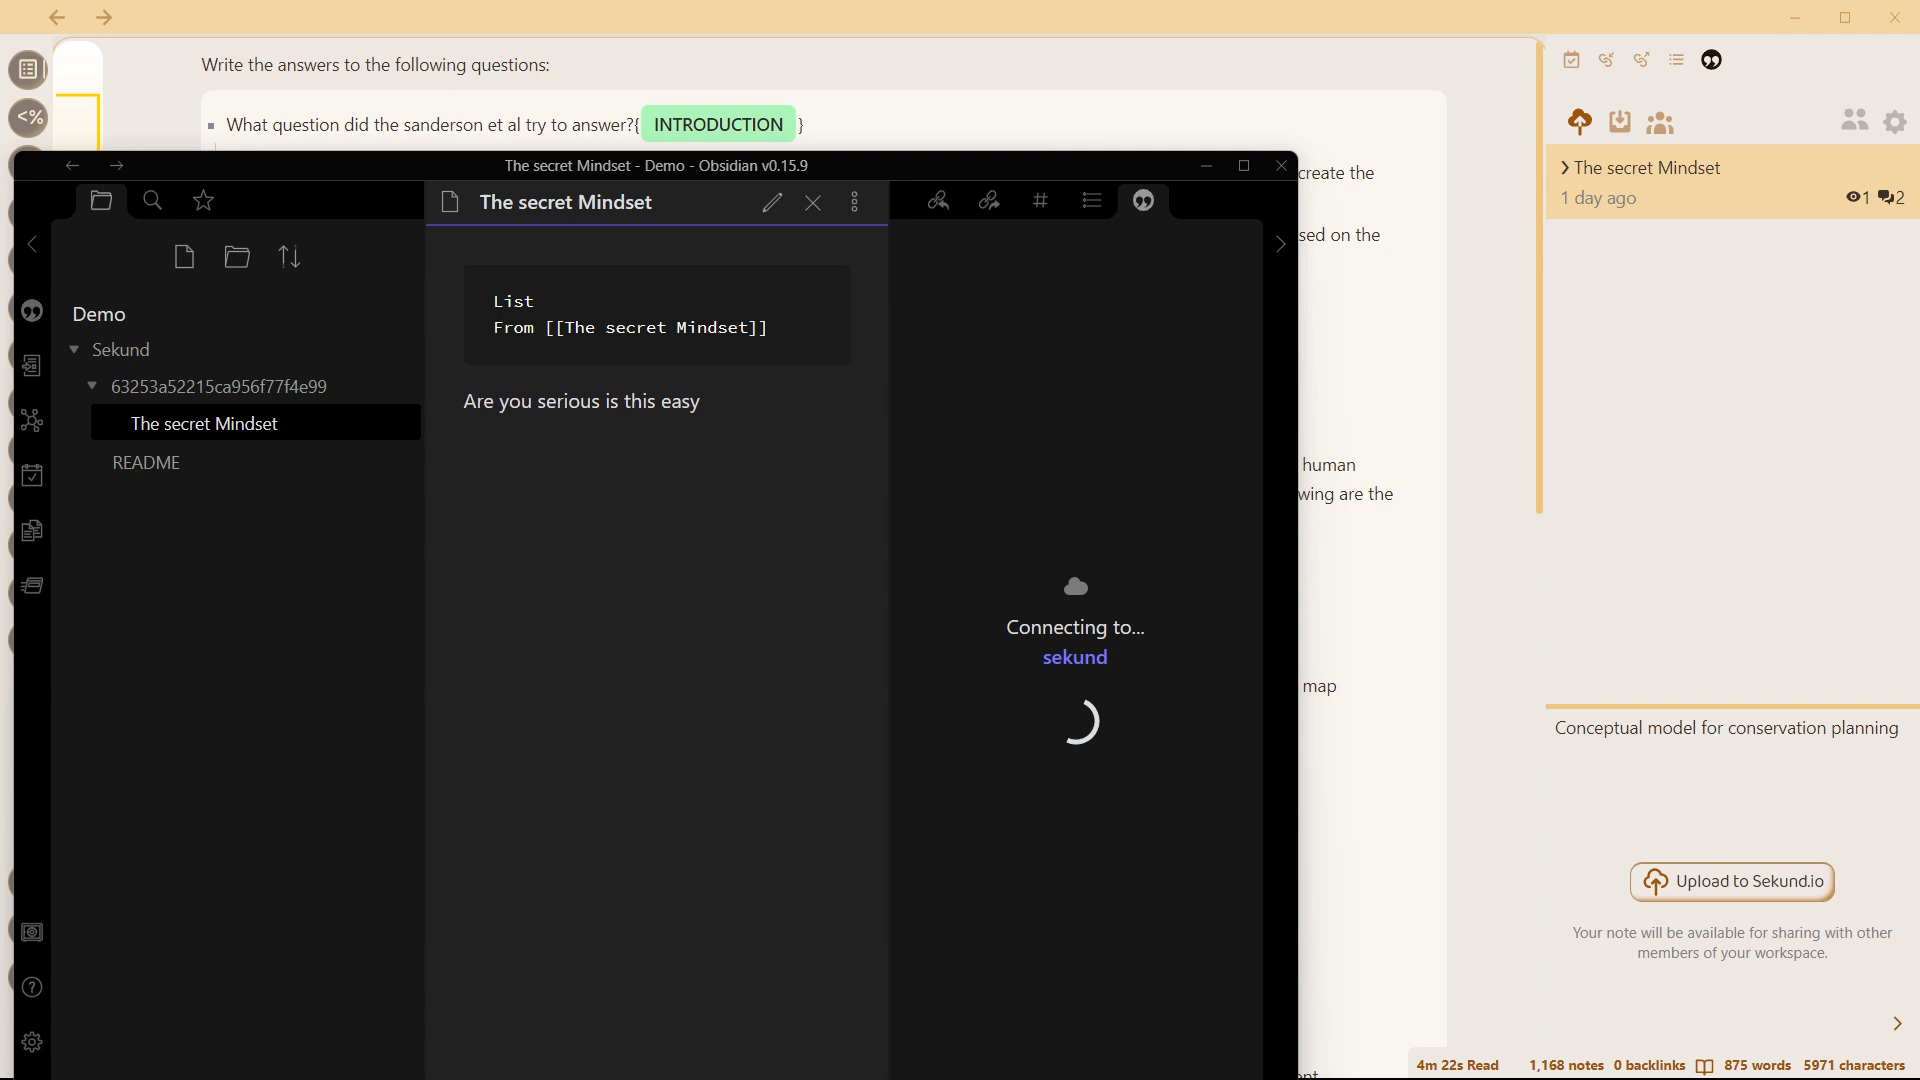 Write the answers to the following questions:
<%
What question did the sanderson et al try to answer?{ INTRODUCTION }
The secret Mindset - Demo - Obsidian v0.15.9
The secret Mindset
Demo
Sekund
63253a52215ca956f77f4e99
The secret Mindset
README
List
From [[The secret Mindset]]
Are you serious is this easy
Connecting to...
sekund
create the
sed on the
human
wing are the
map
The secret Mindset
1 day ago
1 2
Conceptual model for conservation planning
Upload to Sekund.io
Your note will be available for sharing with other
members of your workspace.
4m 22s Read 1,168 notes 0 backlinks 875 words 5971 characters